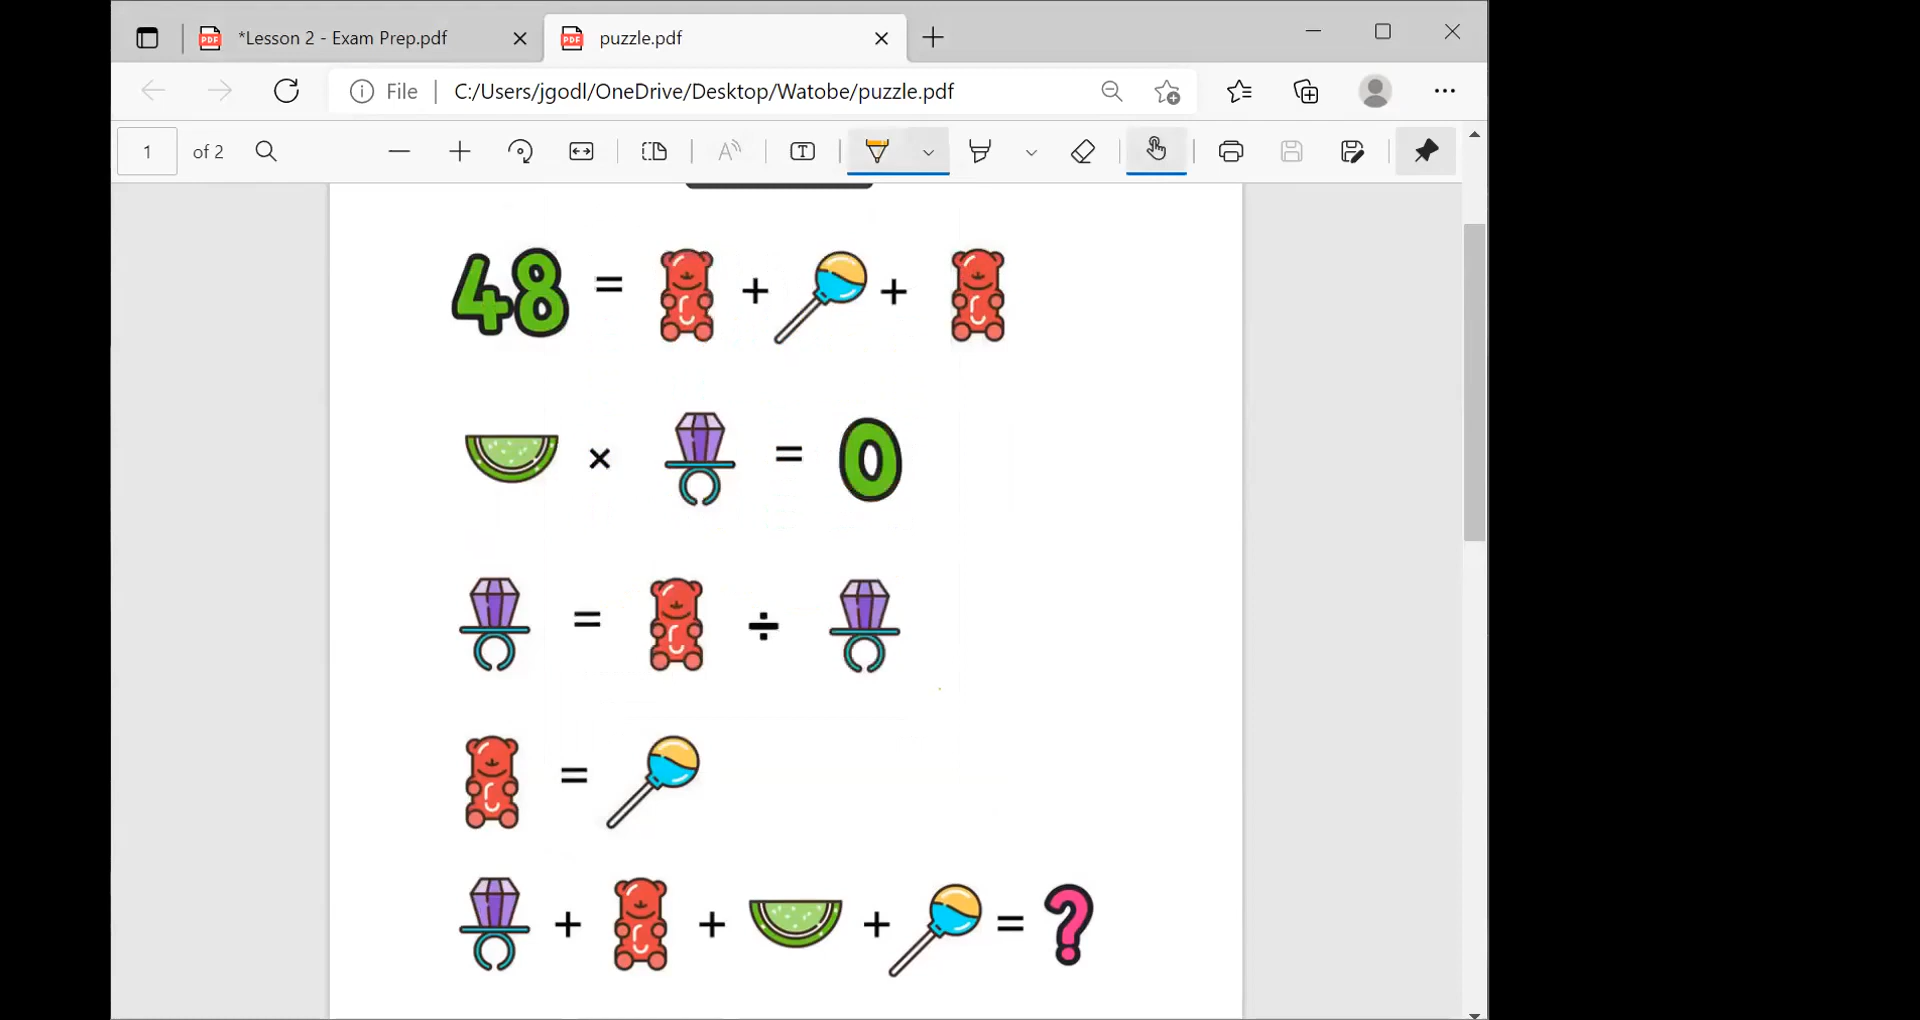 *Lesson 2 - Exam Prep.pdf
puzzle.pdf
File
C:/Users/jgodl/OneDrive/Desktop/Watobe/puzzle.pdf
1 of 2
48 = + +
× = 0
= ÷
=
+ + + = ?